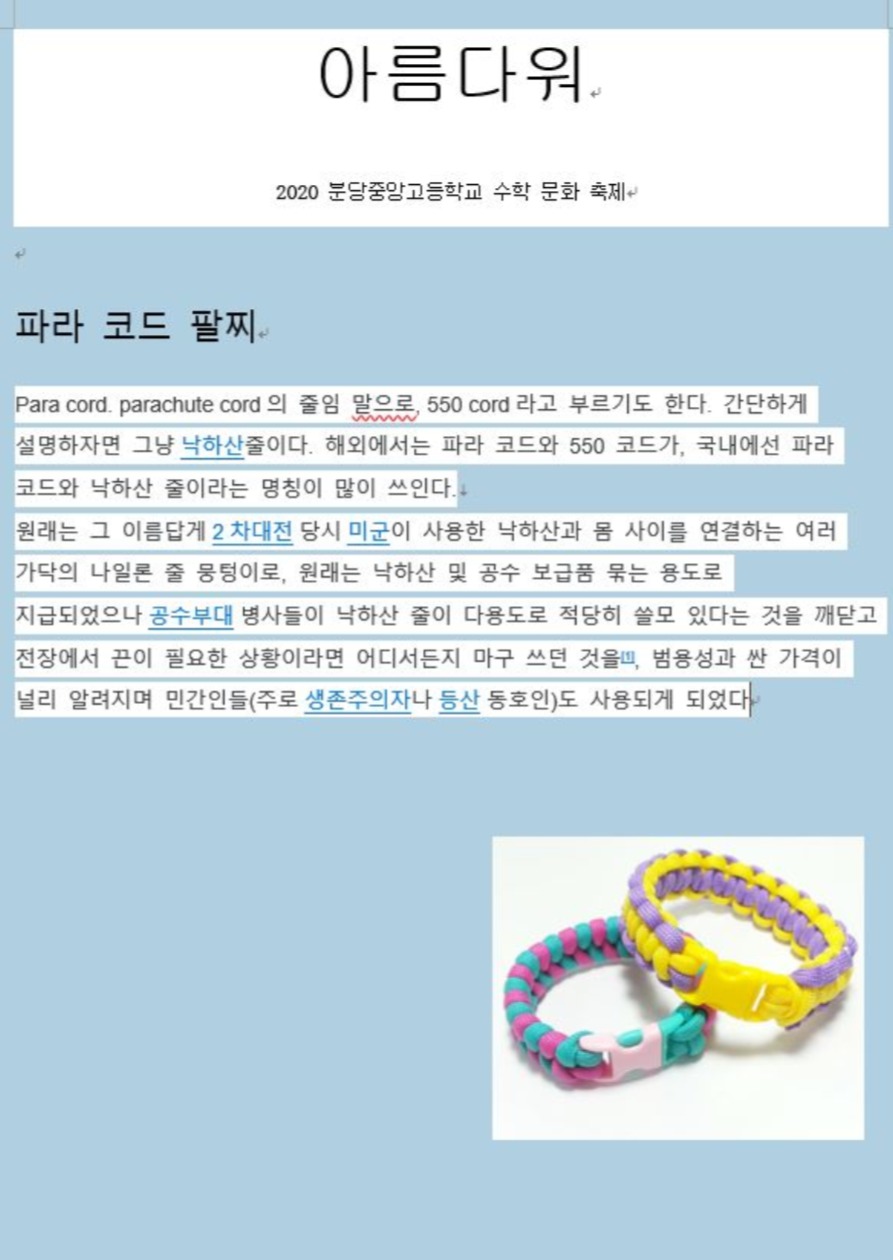 아름다워
2020 분당중앙고등학교 수학 문화 축제
파라 코드 팔찌
Para cord. parachute cord 의 줄임 말으로, 550 cord 라고 부르기도 한다. 간단하게
설명하자면 그냥 낙하산줄이다. 해외에서는 파라 코드와 550 코드가, 국내에선 파라
코드와 낙하산 줄이라는 명칭이 많이 쓰인다.
원래는 그 이름답게 2 차대전 당시 미군이 사용한 낙하산과 몸 사이를 연결하는 여러
가닥의 나일론 줄 뭉텅이로, 원래는 낙하산 및 공수 보급품 묶는 용도로
지급되었으나 공수부대 병사들이 낙하산 줄이 다용도로 적당히 쓸모 있다는 것을 깨닫고
전장에서 끈이 필요한 상황이라면 어디서든지 마구 쓰던 것을[1], 범용성과 싼 가격이
널리 알려지며 민간인들(주로 생존주의자나 등산 동호인)도 사용되게 되었다